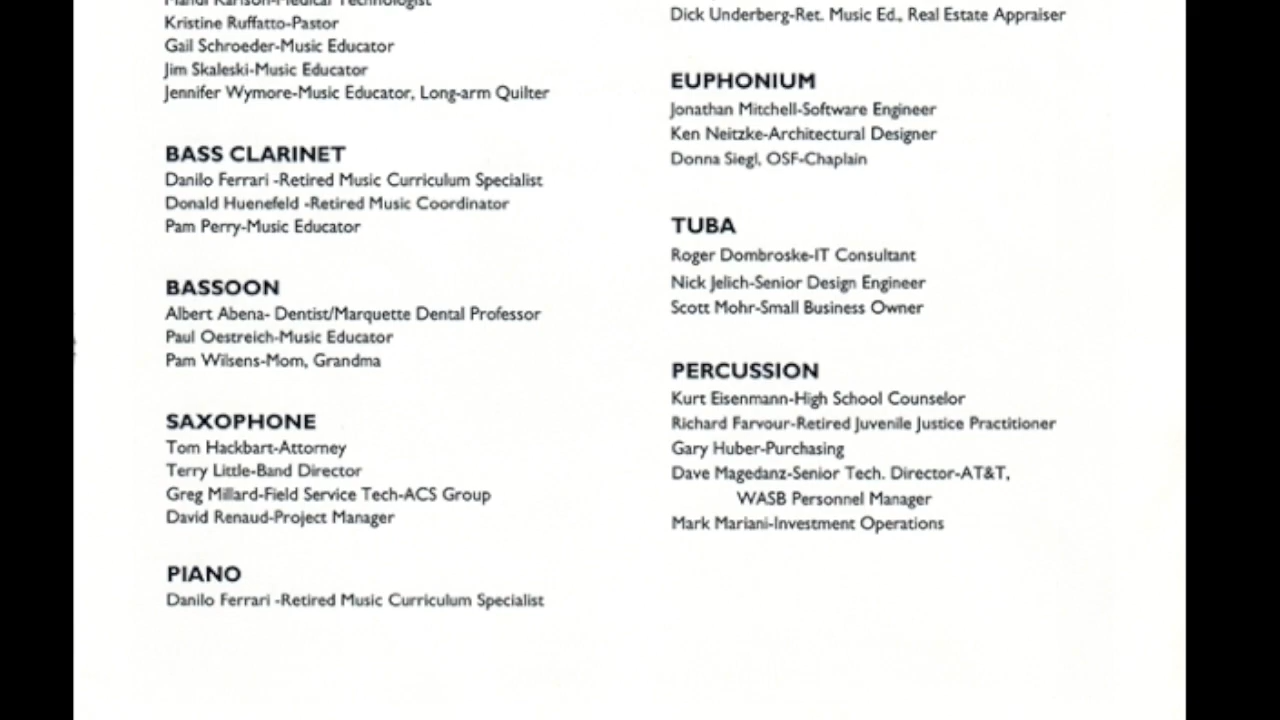 Kristine Ruffatto-Pastor
Gail Schroeder-Music Educator
Jim Skaleski-Music Educator
Jennifer Wymore-Music Educator, Long-arm Quilter
BASS CLARINET
Danilo Ferrari -Retired Music Curriculum Specialist
Donald Huenefeld -Retired Music Coordinator
Pam Perry-Music Educator
BASSOON
Albert Abena- Dentist/Marquette Dental Professor
Paul Oestreich-Music Educator
Pam Wilsens-Mom, Grandma
SAXOPHONE
Tom Hackbart-Attorney
Terry Little-Band Director
Greg Millard-Field Service Tech-ACS Group
David Renaud-Project Manager
PIANO
Danilo Ferrari -Retired Music Curriculum Specialist
Dick Underberg-Ret. Music Ed., Real Estate Appraiser
EUPHONIUM
Jonathan Mitchell-Software Engineer
Ken Neitzke-Architectural Designer
Donna Siegl, OSF-Chaplain
TUBA
Roger Dombroske-IT Consultant
Nick Jelich-Senior Design Engineer
Scott Mohr-Small Business Owner
PERCUSSION
Kurt Eisenmann-High School Counselor
Richard Farvour-Retired Juvenile Justice Practitioner
Gary Huber-Purchasing
Dave Magedanz-Senior Tech. Director-AT&T,
WASB Personnel Manager
Mark Mariani-Investment Operations